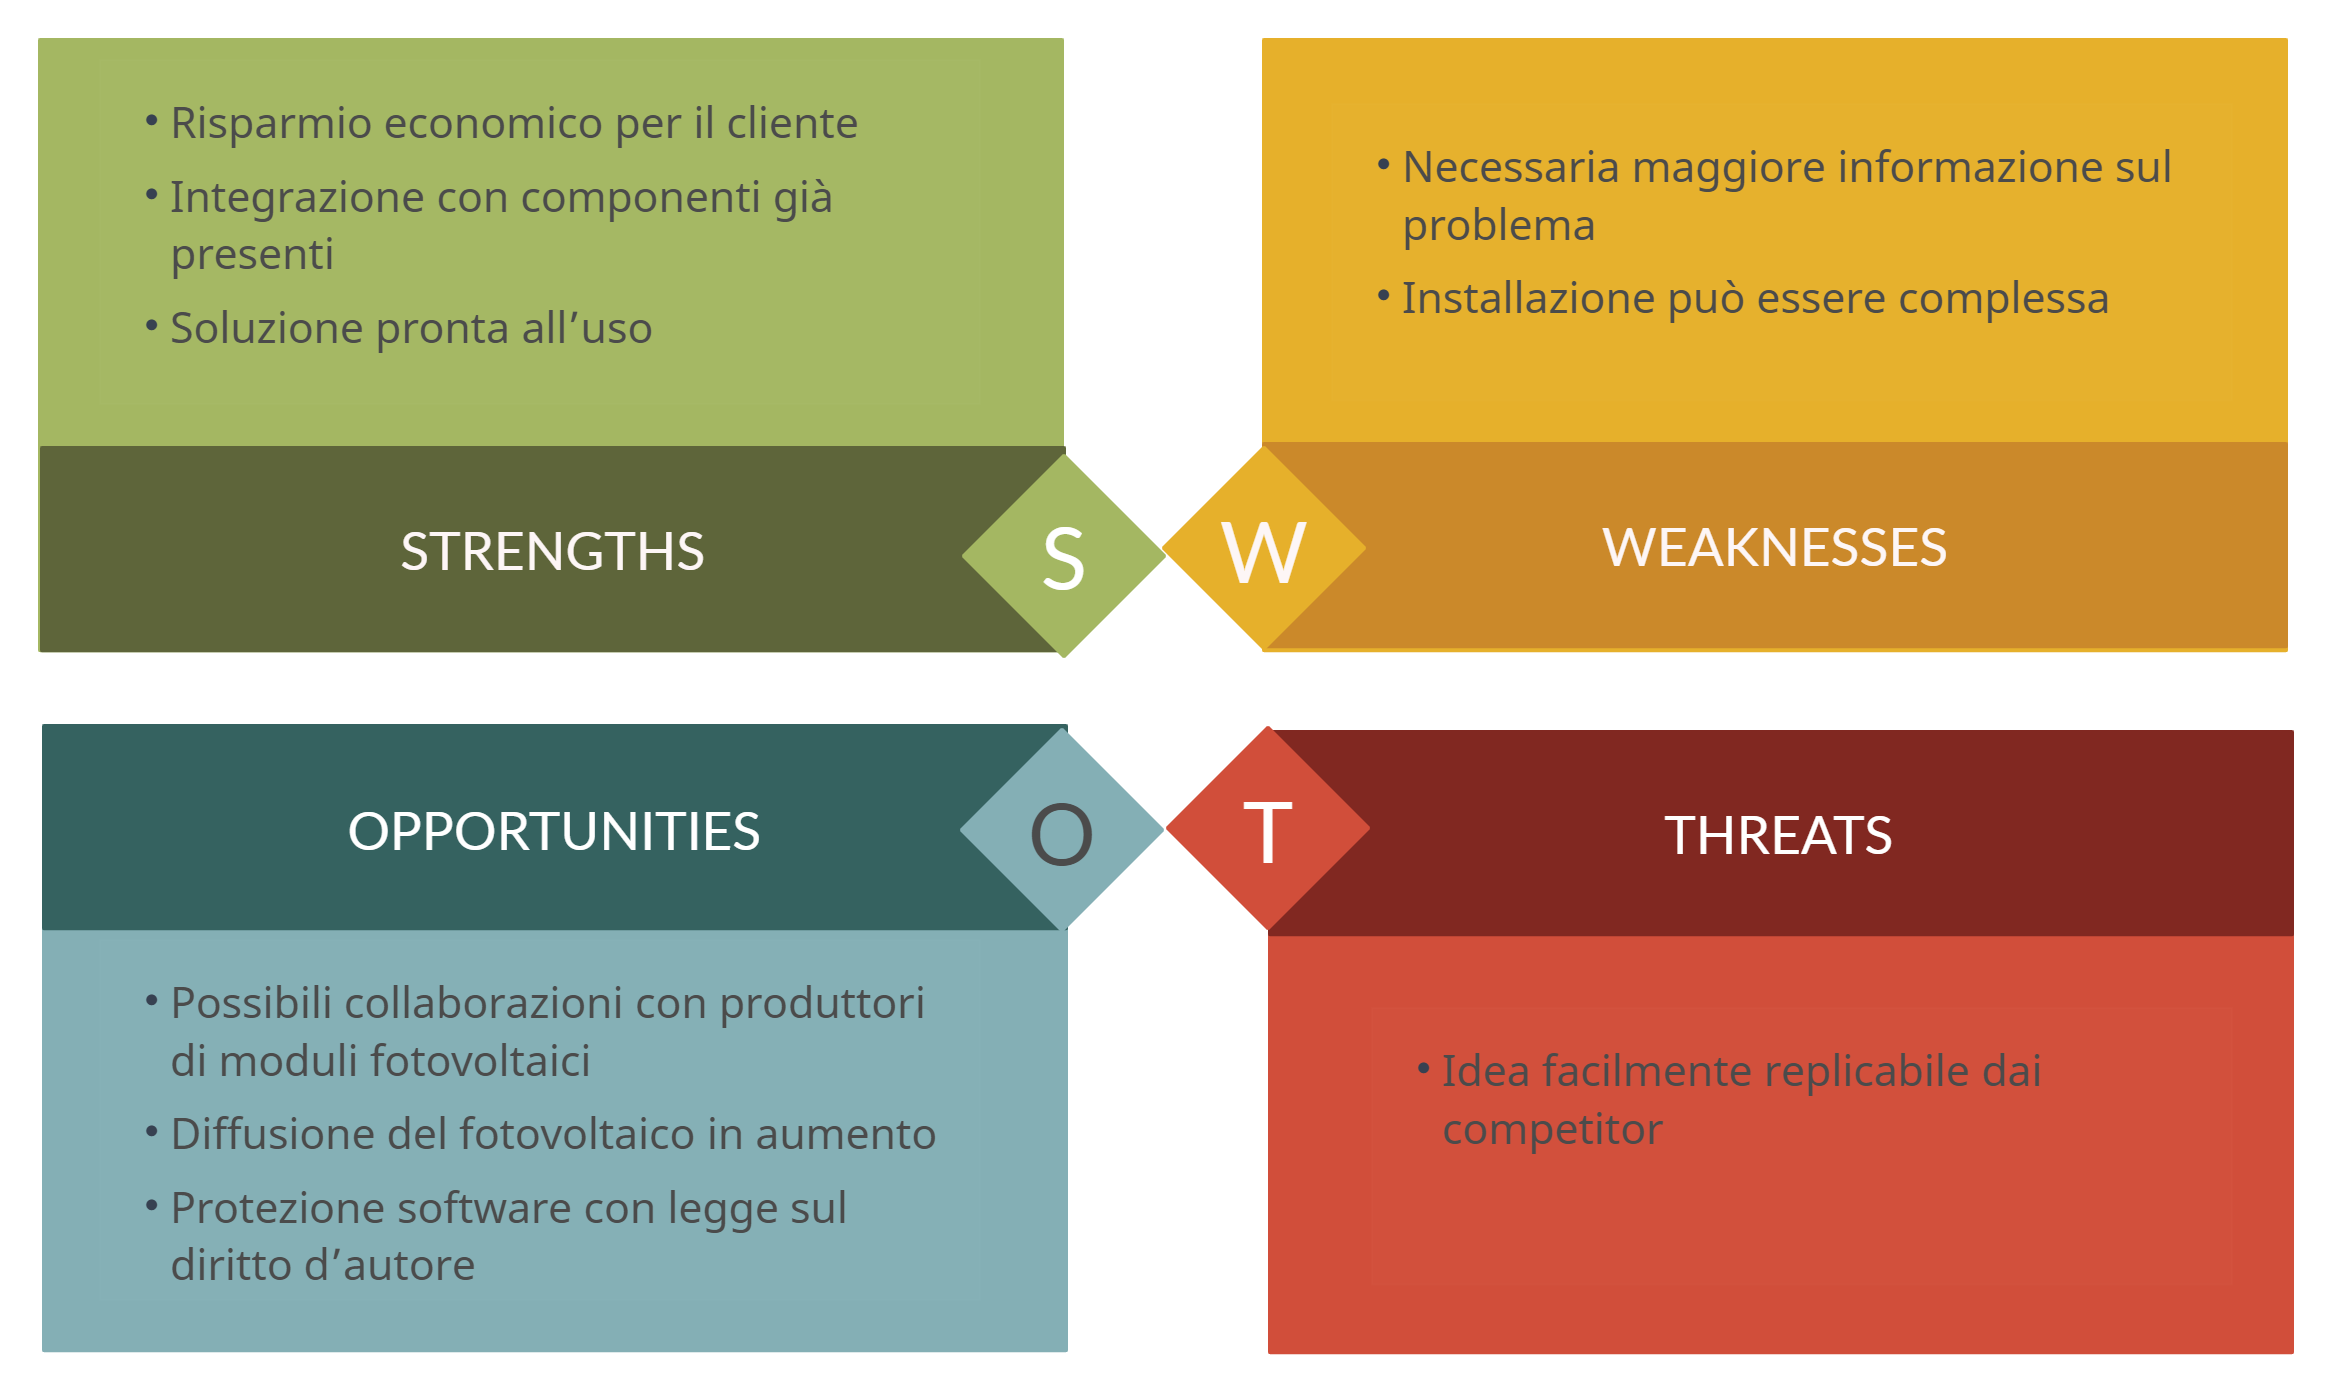 • Risparmio economico per il cliente
• Integrazione con componenti già
presenti
• Soluzione pronta all’uso
STRENGTHS
S
• Necessaria maggiore informazione sul
problema
• Installazione può essere complessa
W
WEAKNESSES
OPPORTUNITIES
O
• Possibili collaborazioni con produttori
di moduli fotovoltaici
• Diffusione del fotovoltaico in aumento
• Protezione software con legge sul
diritto d’autore
T
THREATS
• Idea facilmente replicabile dai
competitor